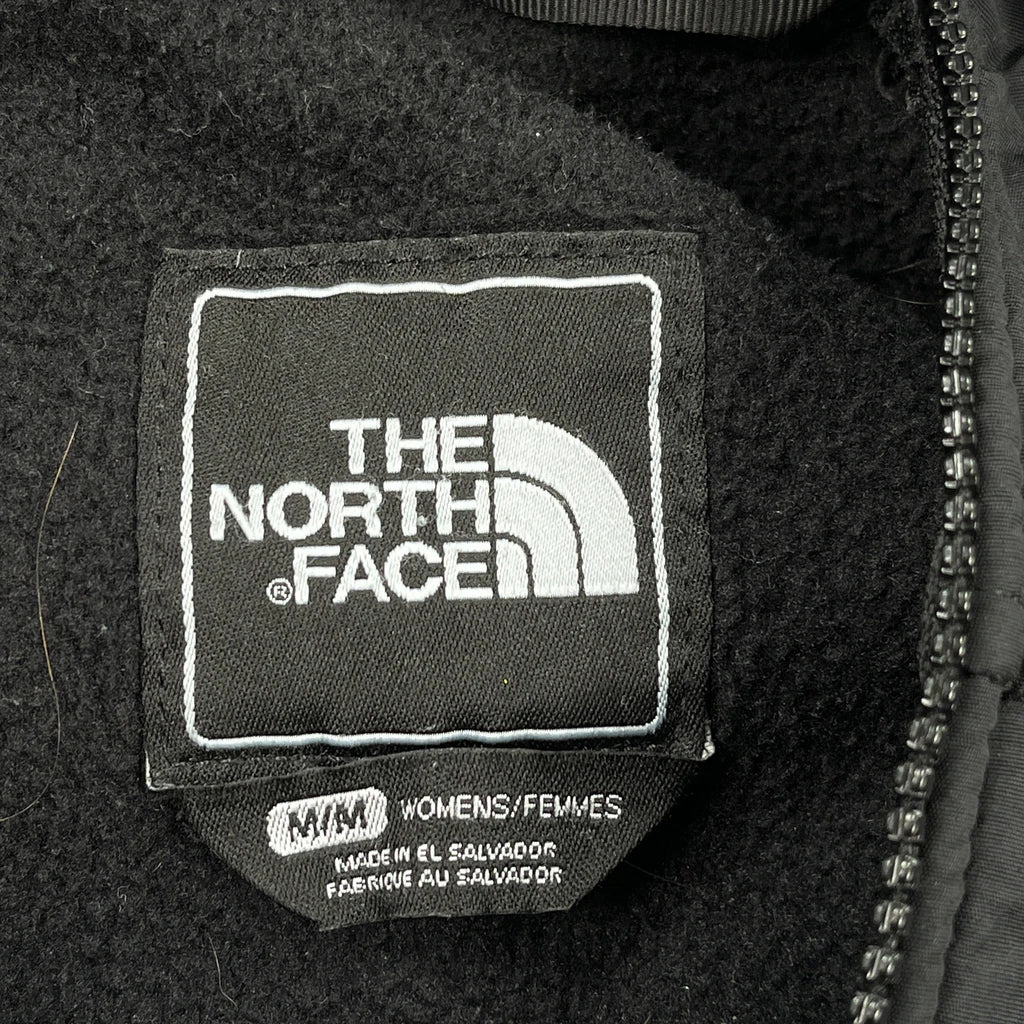 THE
NORTH
®FACE
M/M WOMENS/FEMMES
MADE IN EL SALVADOR
FABRIQUE AU SALVADOR